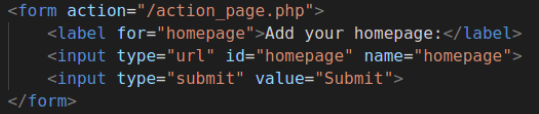 <form action="/action_page.php">
<label for="homepage">Add your homepage:</label>
<input type="url" id="homepage" name="homepage">
<input type="submit" value="Submit">
</form>